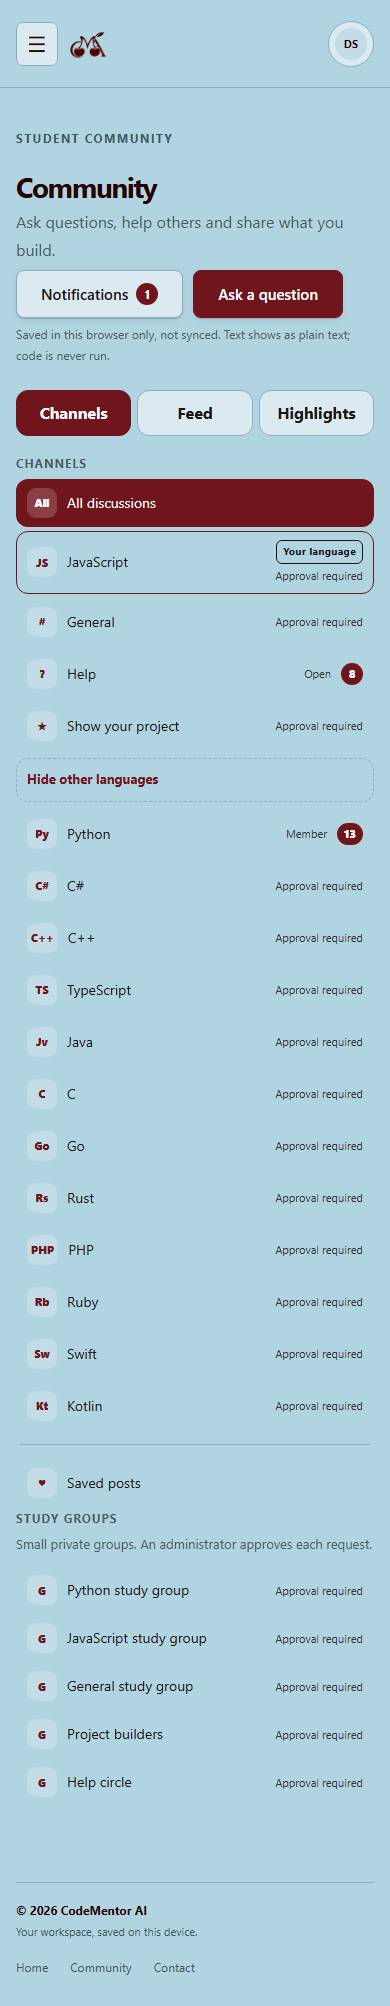 ☰
DS
STUDENT COMMUNITY
Community
Ask questions, help others and share what you
build.
Notifications 1
Ask a question
Saved in this browser only, not synced. Text shows as plain text;
code is never run.
Channels Feed Highlights
CHANNELS
All All discussions
JS JavaScript Your language
Approval required
# General Approval required
? Help Open 8
★ Show your project Approval required
Hide other languages
Py Python Member 13
C# C# Approval required
C++ C++ Approval required
TS TypeScript Approval required
Jv Java Approval required
C C Approval required
Go Go Approval required
Rs Rust Approval required
PHP PHP Approval required
Rb Ruby Approval required
Sw Swift Approval required
Kt Kotlin Approval required
♥ Saved posts
STUDY GROUPS
Small private groups. An administrator approves each request.
G Python study group Approval required
G JavaScript study group Approval required
G General study group Approval required
G Project builders Approval required
G Help circle Approval required
© 2026 CodeMentor AI
Your workspace, saved on this device.
Home Community Contact